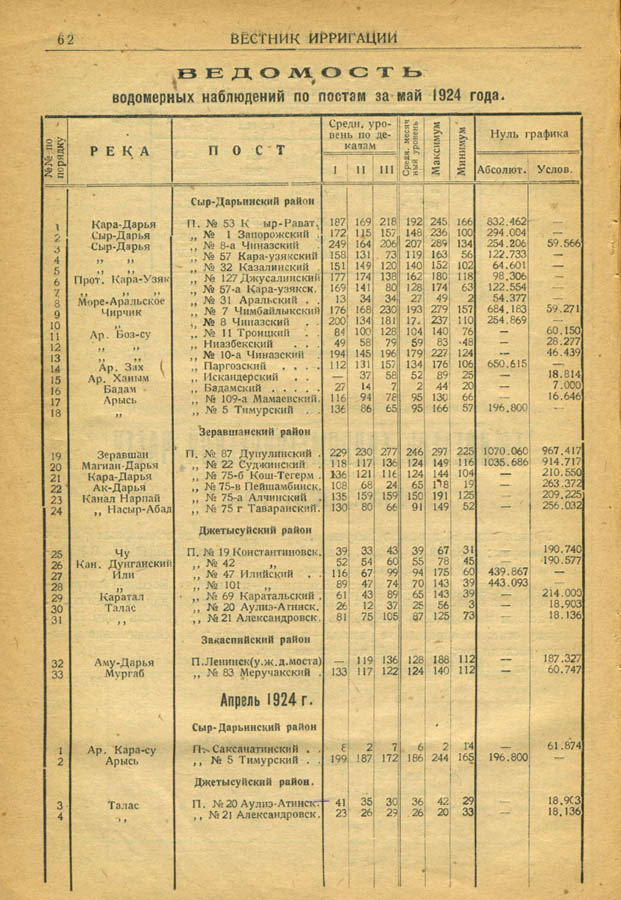 62 ВЕСТНИК ИРРИГАЦИИ
ВЕДОМОСТЬ
водомерных наблюдений по постам за май 1924 года.
№№ по порядку РЕКА ПОСТ Средн. уровень по декадам I II III Средн. месячный уровень Максимум Минимум Нуль графика Абсолют. Услов.
Сыр-Дарьинский район
1 Кара-Дарья П. № 53 К ыр-Рават. 187 169 218 192 245 166 832.462 —
2 Сыр-Дарья „ № 1 Запорожский . 172 115 157 148 236 100 294.004 —
3 Сыр-Дарья „ № 8-а Чиназский 249 164 206 207 289 134 254.206 59.566
4 „ „ „ № 57 Кара-узякский 158 131 73 119 163 56 122.733 —
5 „ „ „ № 32 Казалинский 151 149 120 140 152 102 64.601 —
6 Прот. Кара-Узяк „ № 127 Джусалинский 177 174 138 162 180 118 98.306 —
7 „ „ „ № 57-а Кара-узякск. 169 141 80 128 174 63 122.554 —
8 Море-Аральское „ № 31 Аральский . . 13 34 34 27 49 2 54.377
9 Чирчик „ № 7 Чимбайлыкский 176 168 230 193 279 157 684.183 59.271
10 „ „ № 8 Чиназский . 200 134 181 17. 237 110 254.869 —
11 Ар. Боз-су „ № 11 Троицкий . . 84 100 128 104 140 76 — 60.150
12 „ „ „ Ниазбекский . . 49 58 79 59 83 48 — 28.277
13 „ „ „ № 10-а Чиназский . 194 145 196 179 227 124 — 46.439
14 Ар. Зах „ Паргозский . . . . 112 131 157 134 176 106 650.615 —
15 Ар. Ханым „ Искандерский . . — 37 58 52 89 25 — 18.814
16 Бадам „ Бадамский . . . . . 27 14 7 2 44 20 — 7.000
17 Арысь „ № 109-а Мамаевский. 116 94 78 95 130 66 — 16.646
18 „ „ № 5 Тимурский . . 136 86 65 95 166 57 196.800 —
Зеравшанский район
19 Зеравшан П. № 87 Дупулинский . 229 230 277 246 297 225 1070.060 967.417
20 Магиан-Дарья „ № 22 Суджинский . 118 117 136 124 149 116 1035.686 914.717
21 Кара-Дарья „ № 75-б Кош-Тегерм . 136 121 116 124 144 104 — 210.550
22 Ак-Дарья „ № 75-в Пейшамбинск. 108 68 24 65 118 19 — 263.372
23 Канал Нарпай „ № 75-а Алчинский . 135 159 159 150 191 125 — 209.225
24 „ Насыр-Абад „ № 75 г Таваранский. 130 80 66 91 149 52 — 256.032
Джетысуйский район
25 Чу П. № 19 Константиновск. 39 33 43 39 67 31 — 190.740
26 Кан. Дунганский „ № 42 „ 52 54 60 55 78 45 — 190.577
27 Или „ № 47 Илийский . . 116 67 99 94 175 60 439.867 —
28 „ „ № 101 „ 89 47 74 70 143 39 443.093 —
29 Каратал „ № 69 Каратальский . 61 43 89 65 143 39 — 214.000
30 Талас „ № 20 Аулиэ-Атинск. 26 12 37 25 56 3 — 18.903
31 „ „ № 21 Александровск. 81 75 105 87 125 73 — 18.136
Закаспийский район
32 Аму-Дарья П. Ленинск(у.ж.д.моста) — 119 136 128 188 112 — 187.327
33 Мургаб „ № 83 Меручакский . 133 117 122 124 140 112 — 60.747
Апрель 1924 г.
Сыр-Дарьинский район
1 Ар. Кара-су П. Саксанатинский . . 8 2 7 6 2 14 — 61.874
2 Арысь „ № 5 Тимурский . . 199 187 172 186 244 165 196.800 —
Джетысуйский район.
3 Талас П. № 20 Аулиэ-Атинск. 41 35 30 36 42 29 — 18.903
4 „ „ № 21 Александровск. 23 26 29 26 20 33 — 18.136